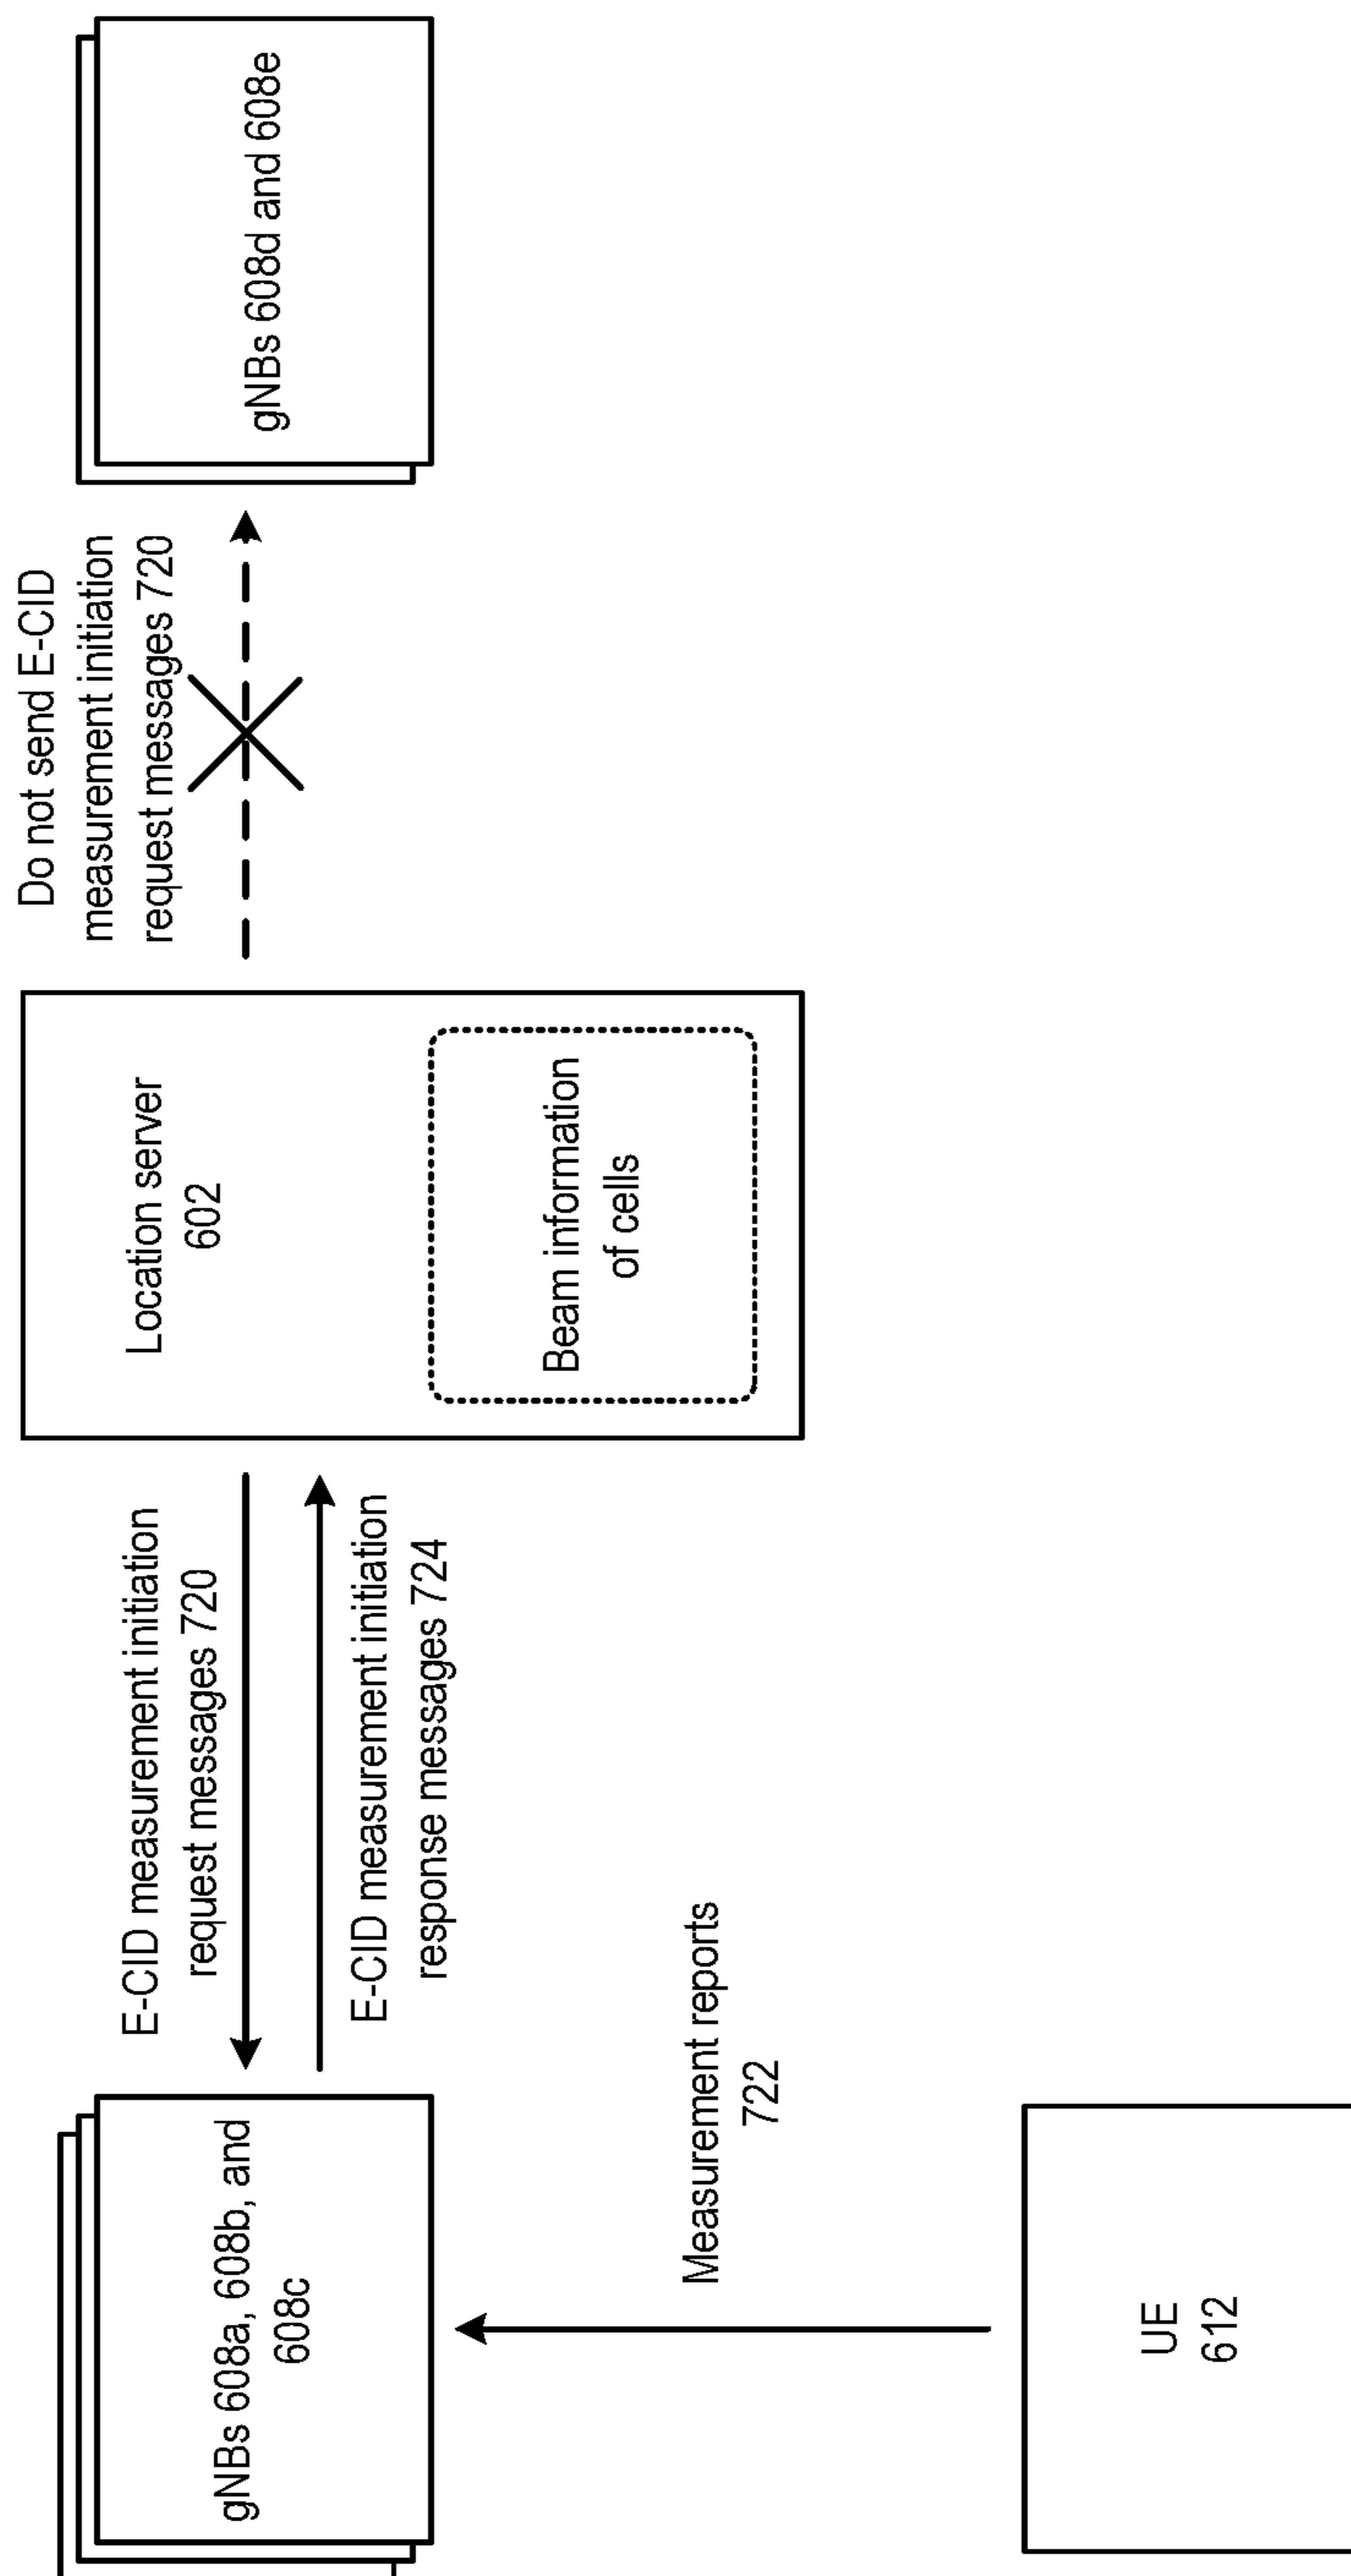 gNBs 608a, 608b, and
608c
E-CID measurement initiation
request messages 720
E-CID measurement initiation
response messages 724
Location server
602
Beam information
of cells
Do not send E-CID
measurement initiation
request messages 720
gNBs 608d and 608e
Measurement reports
722
UE
612